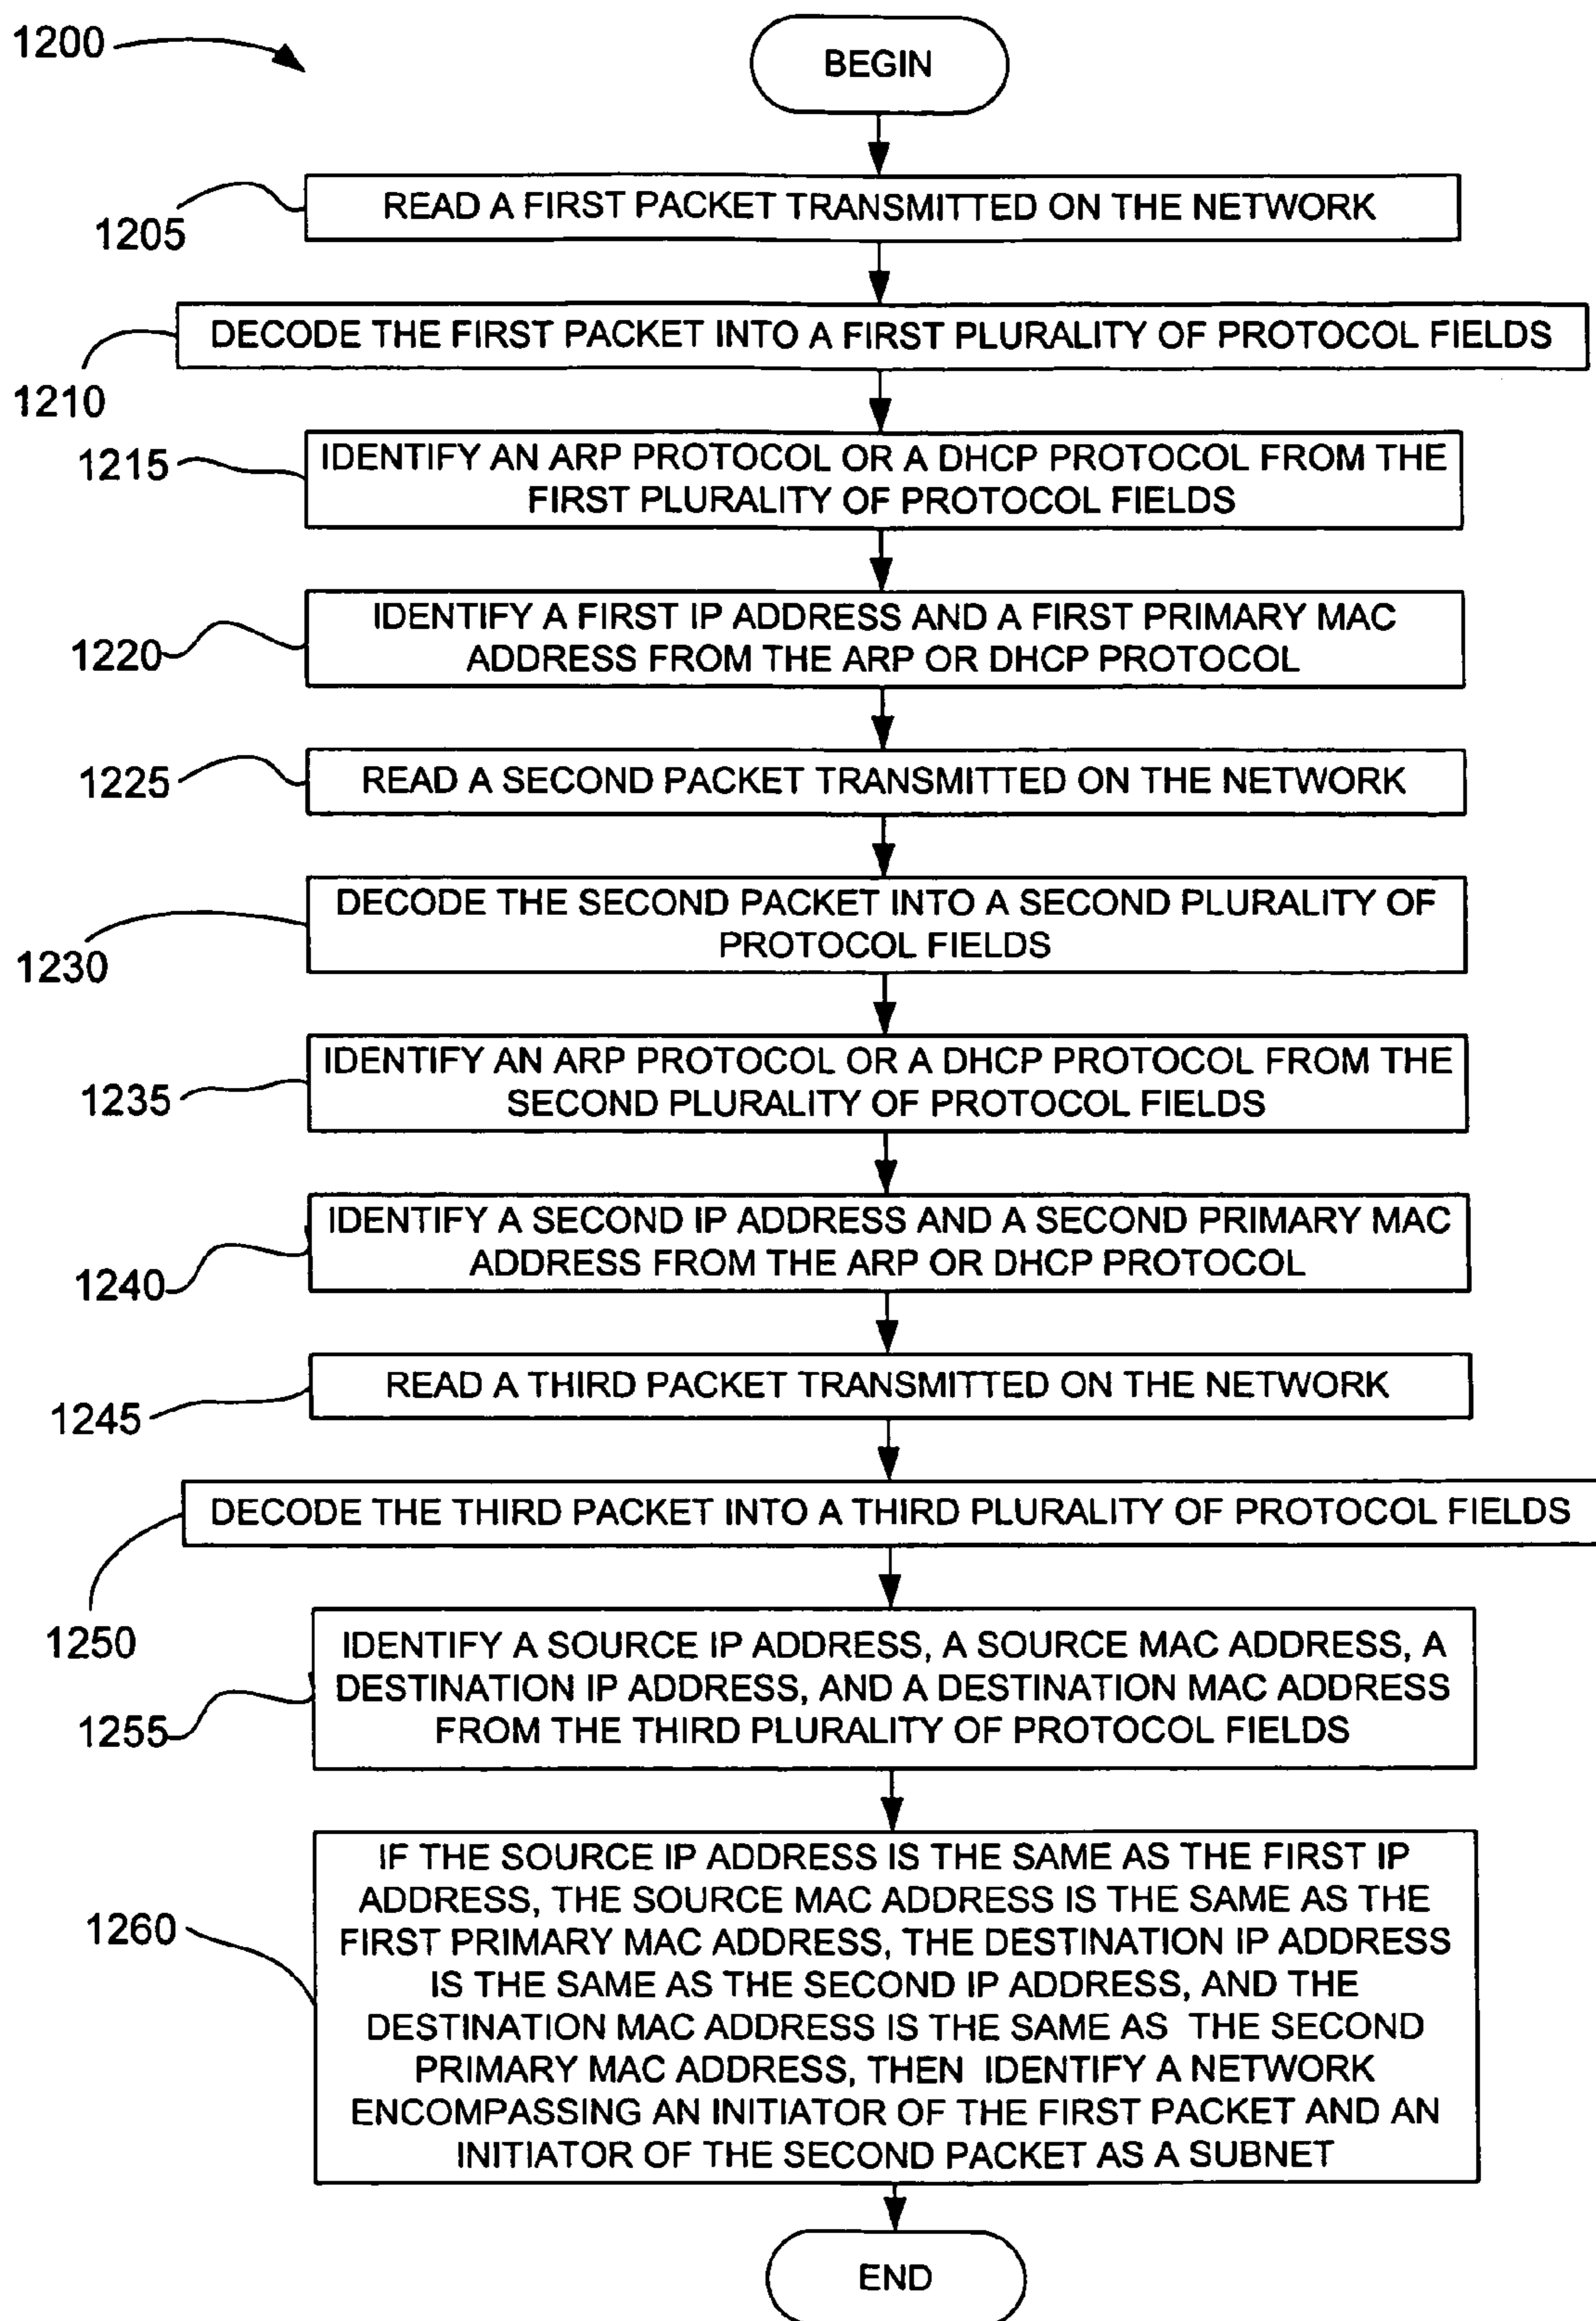 1200
BEGIN
1205
READ A FIRST PACKET TRANSMITTED ON THE NETWORK
1210
DECODE THE FIRST PACKET INTO A FIRST PLURALITY OF PROTOCOL FIELDS
1215
IDENTIFY AN ARP PROTOCOL OR A DHCP PROTOCOL FROM THE
FIRST PLURALITY OF PROTOCOL FIELDS
1220
IDENTIFY A FIRST IP ADDRESS AND A FIRST PRIMARY MAC
ADDRESS FROM THE ARP OR DHCP PROTOCOL
1225
READ A SECOND PACKET TRANSMITTED ON THE NETWORK
1230
DECODE THE SECOND PACKET INTO A SECOND PLURALITY OF
PROTOCOL FIELDS
1235
IDENTIFY AN ARP PROTOCOL OR A DHCP PROTOCOL FROM THE
SECOND PLURALITY OF PROTOCOL FIELDS
1240
IDENTIFY A SECOND IP ADDRESS AND A SECOND PRIMARY MAC
ADDRESS FROM THE ARP OR DHCP PROTOCOL
1245
READ A THIRD PACKET TRANSMITTED ON THE NETWORK
1250
DECODE THE THIRD PACKET INTO A THIRD PLURALITY OF PROTOCOL FIELDS
1255
IDENTIFY A SOURCE IP ADDRESS, A SOURCE MAC ADDRESS, A
DESTINATION IP ADDRESS, AND A DESTINATION MAC ADDRESS
FROM THE THIRD PLURALITY OF PROTOCOL FIELDS
1260
IF THE SOURCE IP ADDRESS IS THE SAME AS THE FIRST IP
ADDRESS, THE SOURCE MAC ADDRESS IS THE SAME AS THE
FIRST PRIMARY MAC ADDRESS, THE DESTINATION IP ADDRESS
IS THE SAME AS THE SECOND IP ADDRESS, AND THE
DESTINATION MAC ADDRESS IS THE SAME AS THE SECOND
PRIMARY MAC ADDRESS, THEN IDENTIFY A NETWORK
ENCOMPASSING AN INITIATOR OF THE FIRST PACKET AND AN
INITIATOR OF THE SECOND PACKET AS A SUBNET
END